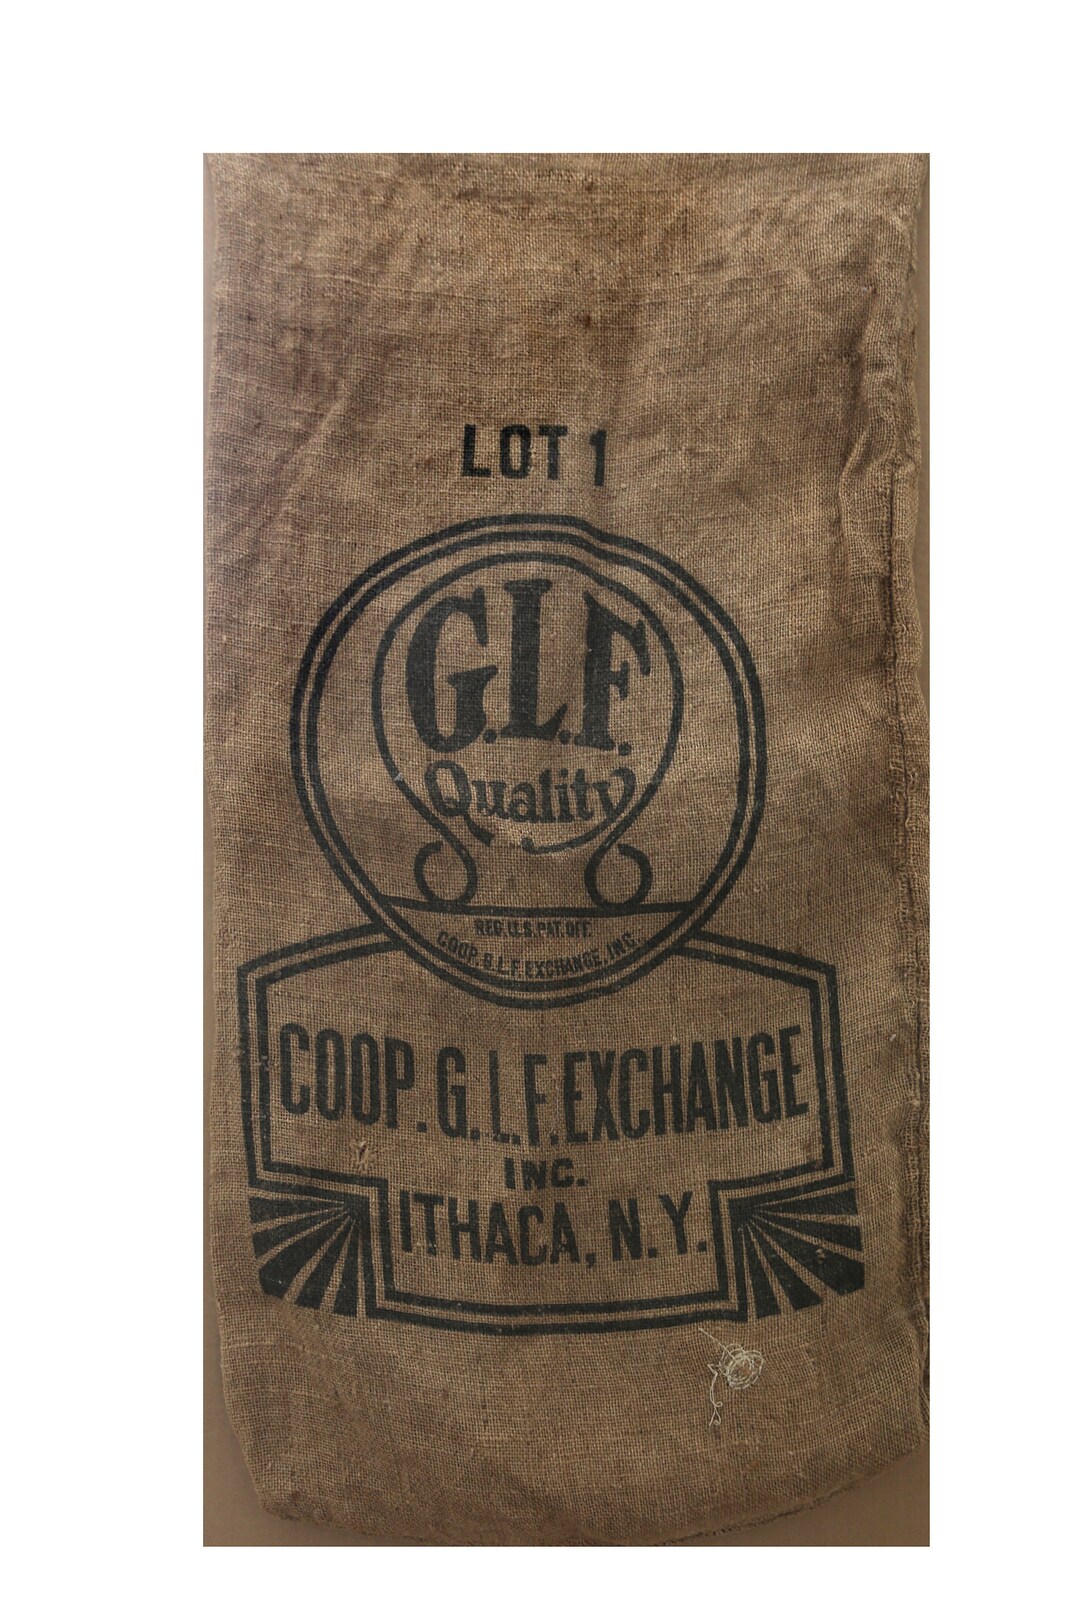 LOT 1
G.L.F.
Quality
REG. U.S. PAT. OFF.
COOP. G.L.F. EXCHANGE, INC.
COOP. G.L.F. EXCHANGE
INC.
ITHACA, N.Y.